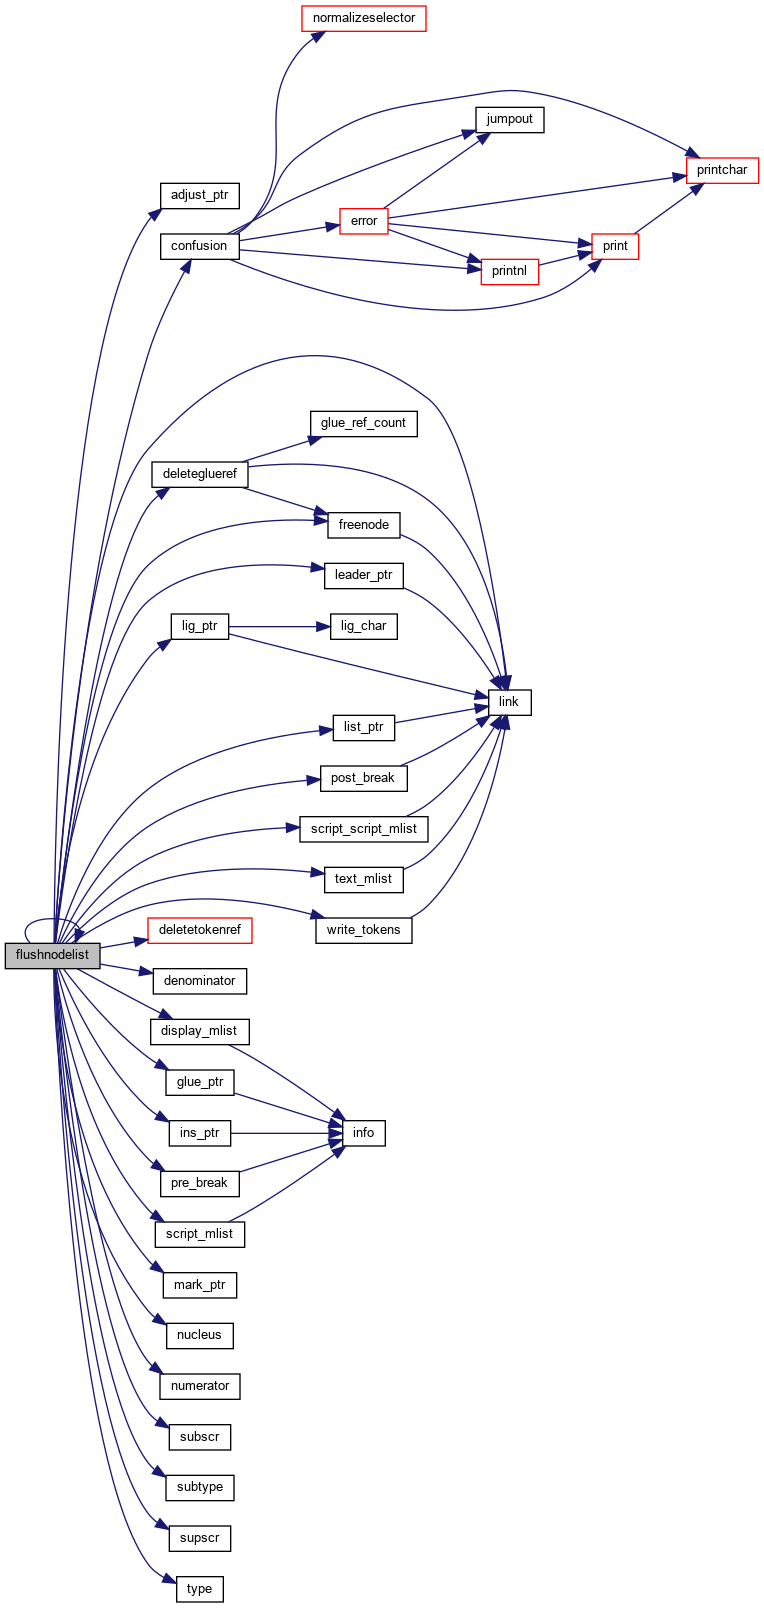 normalizeselector
jumpout
printchar
adjust_ptr
error
confusion
print
printnl
glue_ref_count
deleteglueref
freenode
leader_ptr
lig_ptr
lig_char
link
list_ptr
post_break
script_script_mlist
text_mlist
write_tokens
deletetokenref
flushnodelist
denominator
display_mlist
glue_ptr
ins_ptr
info
pre_break
script_mlist
mark_ptr
nucleus
numerator
subscr
subtype
supscr
type